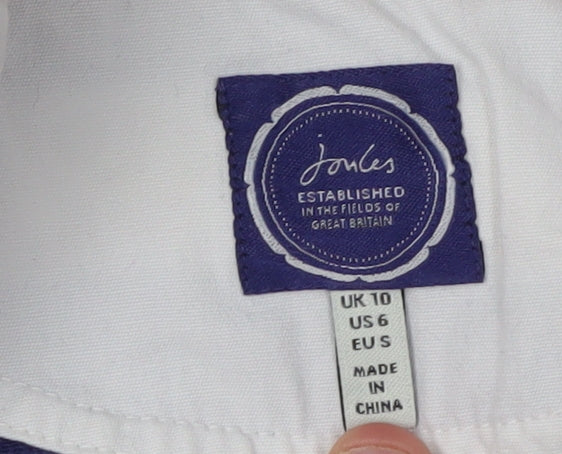 Joules
ESTABLISHED
IN THE FIELDS OF
GREAT BRITAIN
UK 10
US 6
EU S
MADE
IN
CHINA